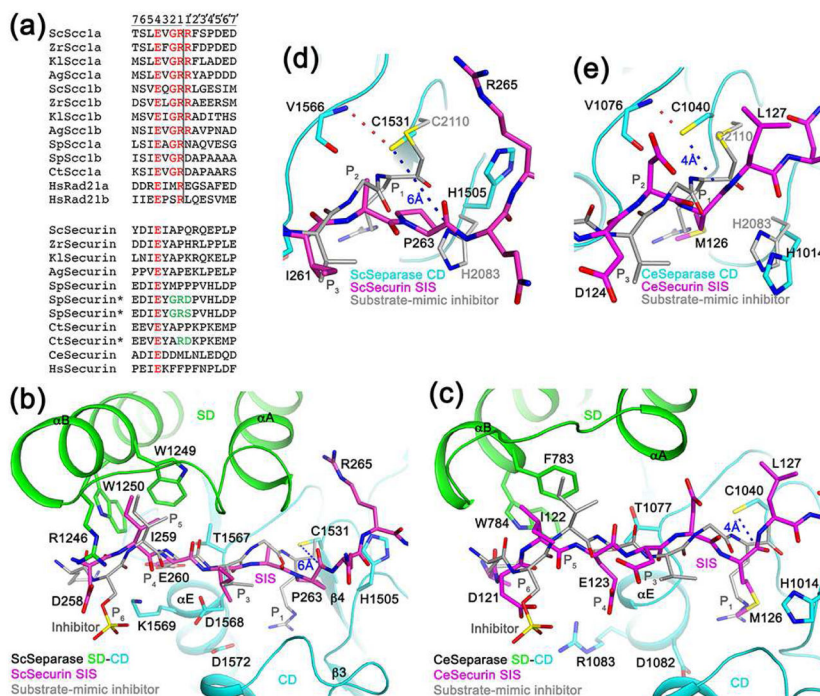 (a)
7654321 1'2'3'4'5'6'7'
ScScc1a TSLEVGRRFSPDED
ZrScc1a MSLEFGRRFLPDED
KlScc1a MSLEVGRRFSPDED
AgScc1a MSLEVGRRYAPDDD
ScScc1b NSVEQGRRLGESIM
ZrScc1b DSLEVGRRAEERSM
KlScc1b NSIEVGRRADITHS
AgScc1b NSIEVGRRAVPNAD
SpScc1a NSIEAGRNAQVESG
SpScc1b ISIEVGRDAPAAAA
CtScc1a KSIEVGRDAPAARS
HsRad21a DDREIMREGSAFED
HsRad21b IIEEPSRLQESVME
ScSecurin YDIEIAPQRQEPLP
ZrSecurin DDIEYAPHRLPPLE
KlSecurin LNIEYAPKREPFLE
AgSecurin PPVEYAPEKLPELP
SpSecurin EDIEYMPPPVHLDP
SpSecurin* EDIEYGRDPVHLDP
SpSecurin* EDIEYGRSPVHLDP
CtSecurin EEVEYAPPKPKEMP
CtSecurin* EEVEYARDKPKEMP
CeSecurin ADIEDDMLNLEDQD
HsSecurin PEIEKFFPFNPLDF
(d)
R265
V1566
C1531
C2110
P2
P1
6Å
H1505
P263
H2083
I261
P3
ScSeparase CD
ScSecurin SIS
Substrate-mimic inhibitor
(e)
V1076
C1040
L127
C2110
P2
4Å
P1
M126
H2083
H1014
P3
D124
CeSeparase CD
CeSecurin SIS
Substrate-mimic inhibitor
(b)
αB
SD
αA
W1249
W1250
R265
R1246
P5
I259
T1567
C1531
6Å
SIS
P4
E260
D258
P3
P263
β4
H1505
αE
P6
K1569
D1568
P1
Inhibitor
D1572
β3
CD
ScSeparase SD-CD
ScSecurin SIS
Substrate-mimic inhibitor
(c)
SD
αB
αA
F783
L127
C1040
W784
I122
T1077
4Å
P5
P3
SIS
P6
E123
D121
P4
αE
P1
H1014
M126
Inhibitor
R1083
D1082
CD
CeSeparase SD-CD
CeSecurin SIS
Substrate-mimic inhibitor